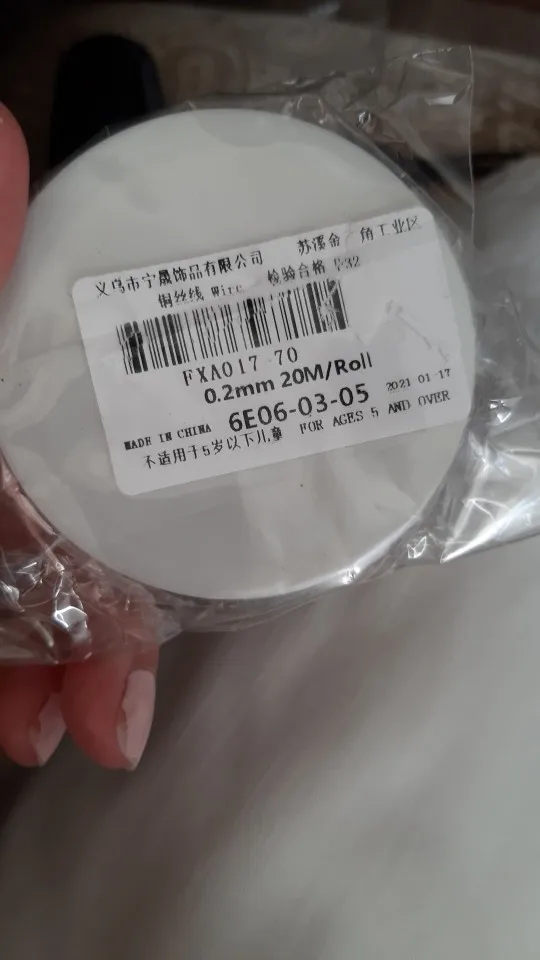 义乌市宁晟饰品有限公司 苏溪金 角工业区
铜丝线 Wire 检验合格
FXA017 70
0.2mm 20M/Roll
6E06-03-05 2021 01 17
MADE IN CHINA FOR AGES 5 AND OVER
不适用于5岁以下儿童